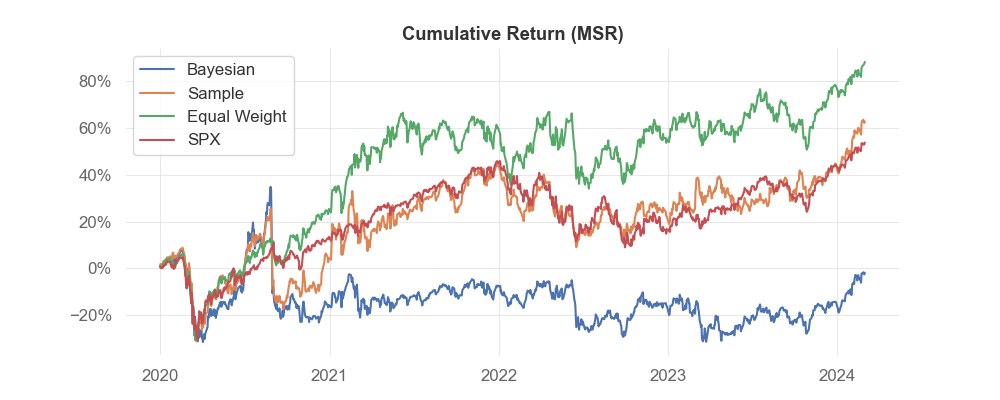 Cumulative Return (MSR)
Bayesian
Sample
Equal Weight
SPX
80%
60%
40%
20%
0%
−20%
2020 2021 2022 2023 2024